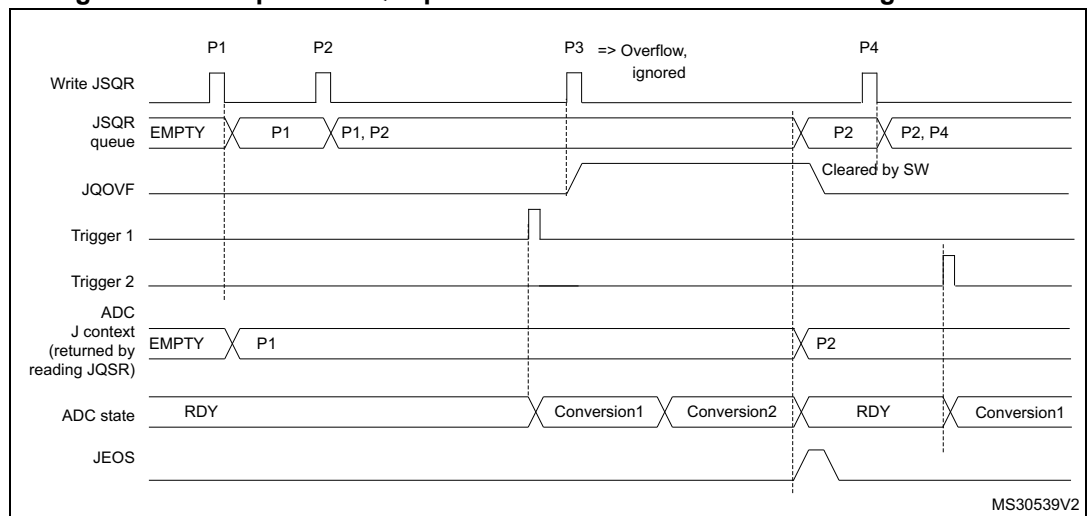 P1 P2 P3 => Overflow, P4
ignored
Write JSQR
JSQR
queue
EMPTY P1 P1, P2 P2 P2, P4
Cleared by SW
JQOVF
Trigger 1
Trigger 2
ADC
J context
(returned by
reading JQSR)
EMPTY P1 P2
ADC state RDY Conversion1 Conversion2 RDY Conversion1
JEOS
MS30539V2